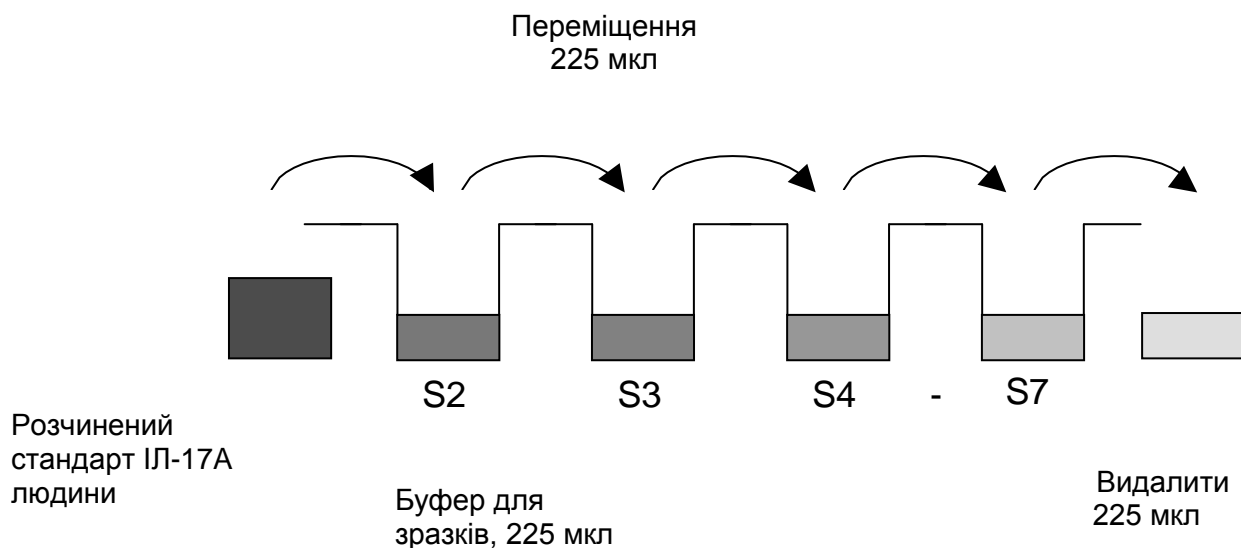 Переміщення
225 мкл
S2 S3 S4 - S7
Розчинений
стандарт ІЛ-17А
людини
Буфер для
зразків, 225 мкл
Видалити
225 мкл